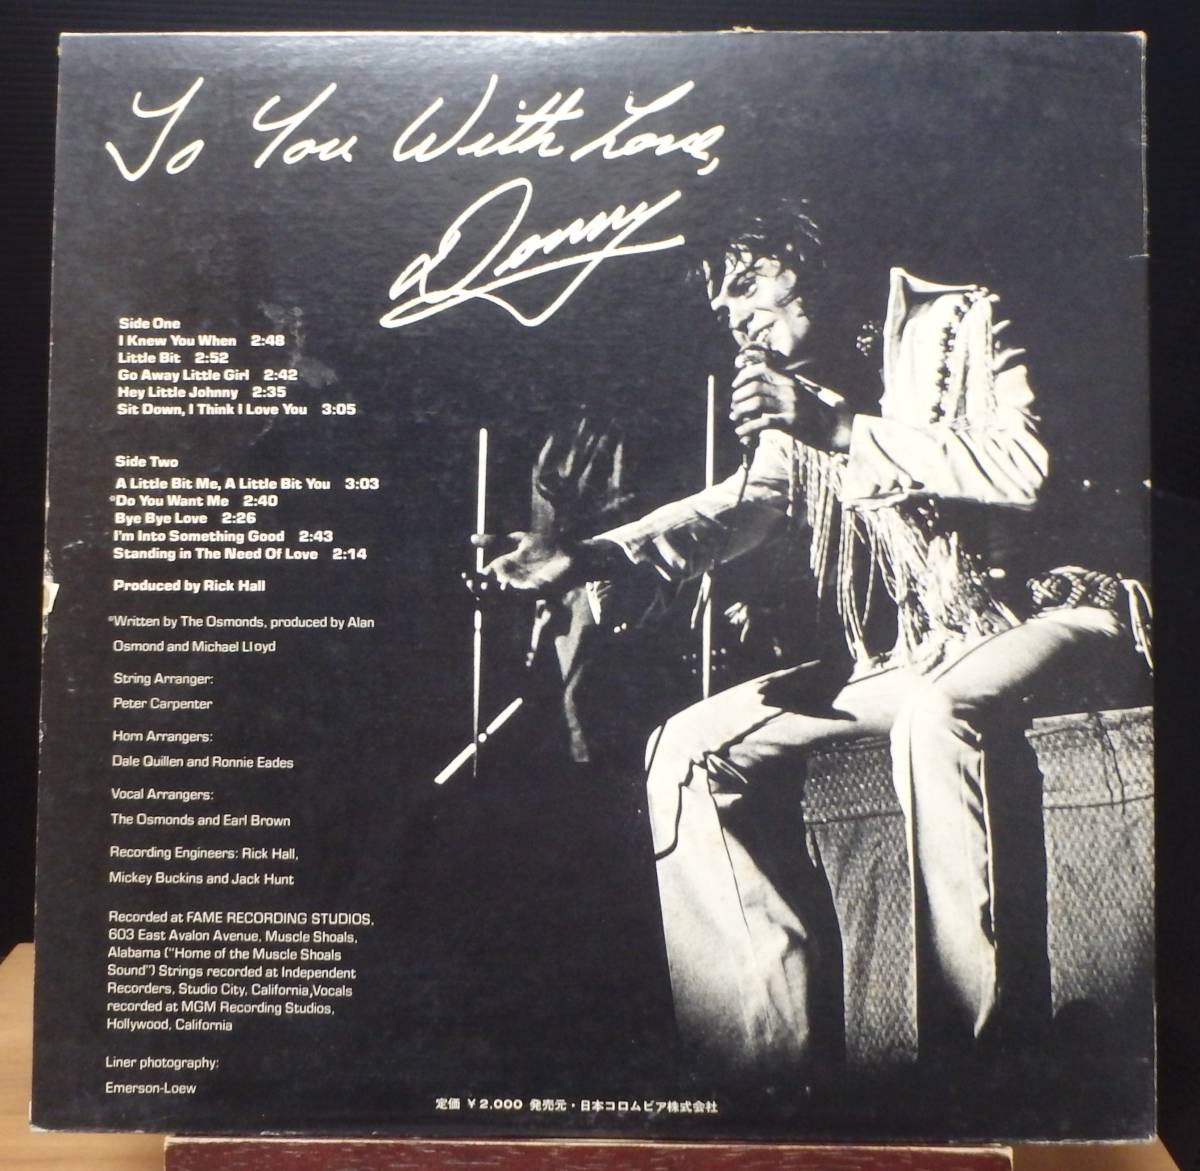 To You With Love,
Donny
Side One
I Knew You When 2:48
Little Bit 2:52
Go Away Little Girl 2:42
Hey Little Johnny 2:35
Sit Down, I Think I Love You 3:05
Side Two
A Little Bit Me, A Little Bit You 3:03
*Do You Want Me 2:40
Bye Bye Love 2:26
I'm Into Something Good 2:43
Standing in The Need Of Love 2:14
Produced by Rick Hall
*Written by The Osmonds, produced by Alan
Osmond and Michael Lloyd
String Arranger:
Peter Carpenter
Horn Arrangers:
Dale Quillen and Ronnie Eades
Vocal Arrangers:
The Osmonds and Earl Brown
Recording Engineers: Rick Hall,
Mickey Buckins and Jack Hunt
Recorded at FAME RECORDING STUDIOS,
603 East Avalon Avenue, Muscle Shoals,
Alabama ("Home of the Muscle Shoals
Sound") Strings recorded at Independent
Recorders, Studio City, California,Vocals
recorded at MGM Recording Studios,
Hollywood, California
Liner photography:
Emerson-Loew
定価 ￥2,000 発売元・日本コロムビア株式会社